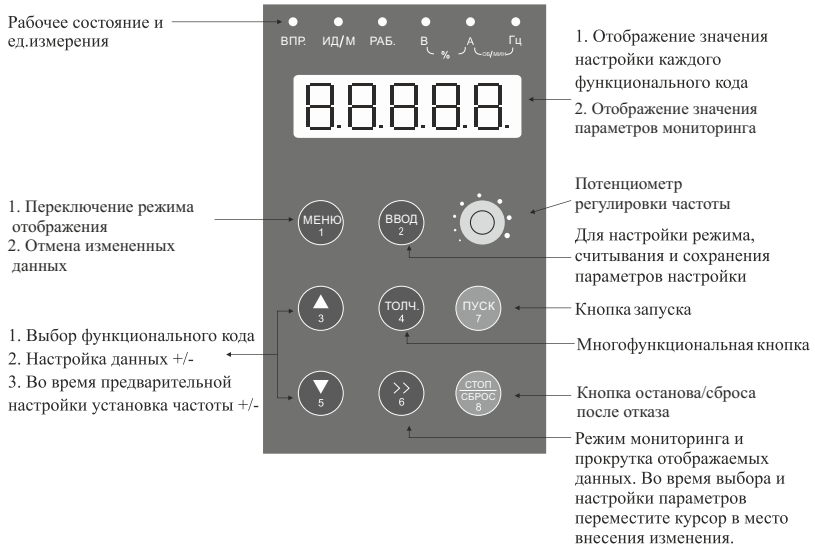 Рабочее состояние и
ед.измерения
ВПР. ИД/М РАБ. В А Гц
% ОБ/МИН
8.8.8.8.8.
1. Отображение значения
настройки каждого
функционального кода
2. Отображение значения
параметров мониторинга
Потенциометр
регулировки частоты
1. Переключение режима
отображения
2. Отмена измененных
данных
МЕНЮ
1
ВВОД
2
Для настройки режима,
считывания и сохранения
параметров настройки
3
ТОЛЧ.
4
ПУСК
7
Кнопка запуска
Многофункциональная кнопка
1. Выбор функционального кода
2. Настройка данных +/-
3. Во время предварительной
настройки установка частоты +/-
5
>>
6
СТОП
СБРОС
8
Кнопка останова/сброса
после отказа
Режим мониторинга и
прокрутка отображаемых
данных. Во время выбора и
настройки параметров
переместите курсор в место
внесения изменения.